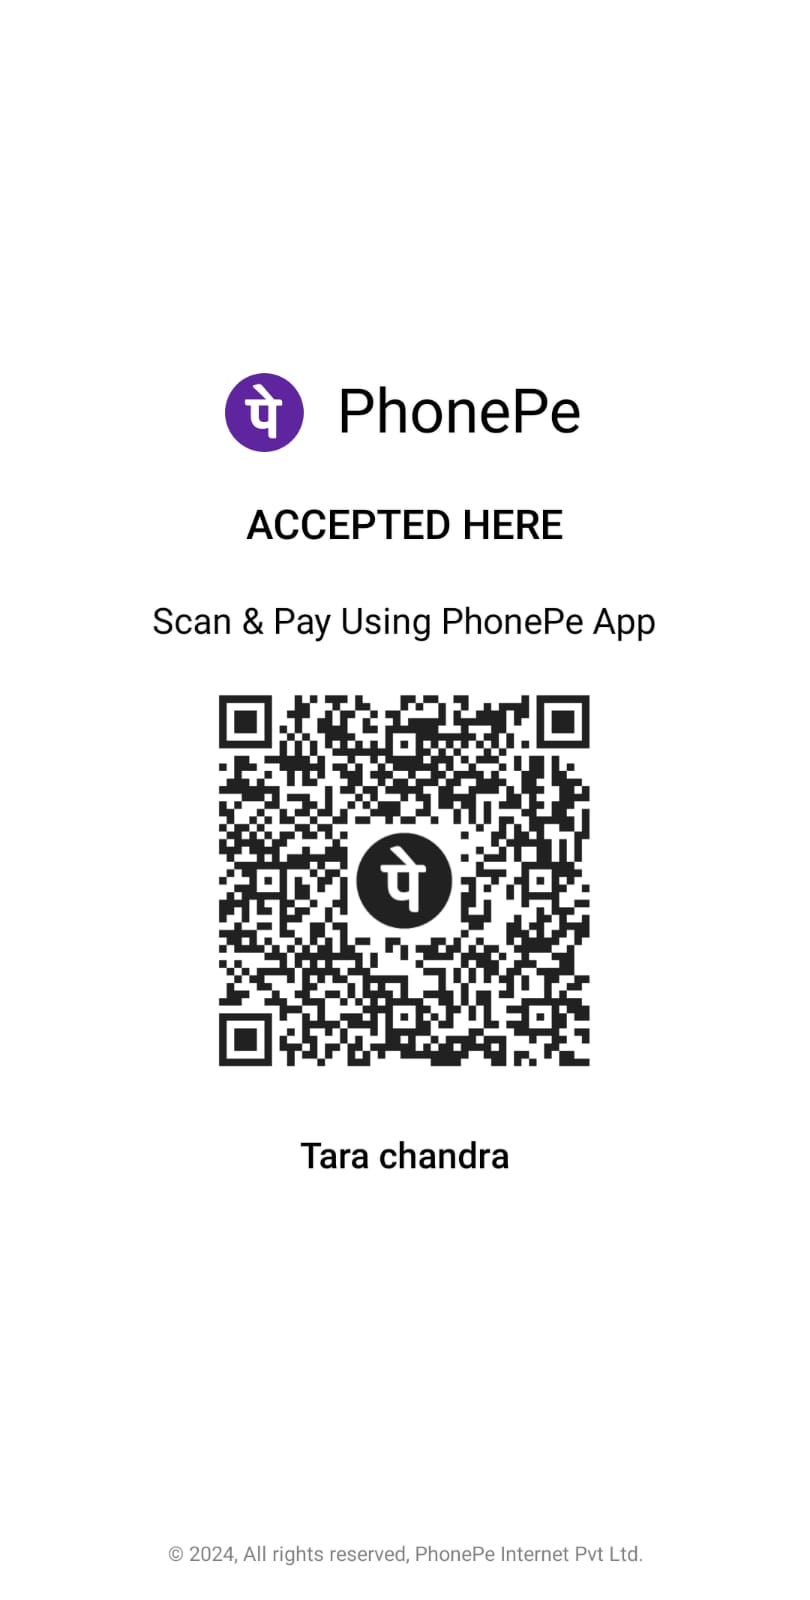 पे PhonePe
ACCEPTED HERE
Scan & Pay Using PhonePe App
पे
Tara chandra
© 2024, All rights reserved, PhonePe Internet Pvt Ltd.